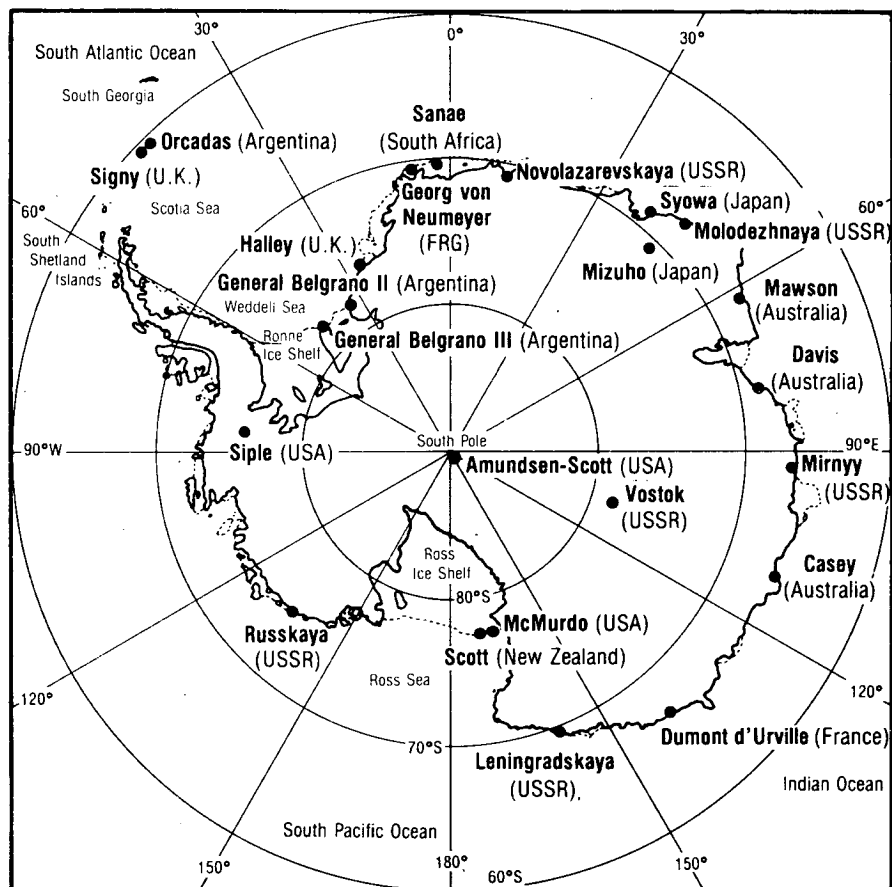 30°
0°
30°
South Atlantic Ocean
South Georgia
Sanae
(South Africa)
Orcadas (Argentina)
Signy (U.K.)
Scotia Sea
Georg von
Neumeyer
(FRG)
Novolazarevskaya (USSR)
Syowa (Japan)
60°
60°
Molodezhnaya
(USSR)
South
Shetland
Islands
Halley (U.K.)
Mizuho (Japan)
General Belgrano II (Argentina)
Mawson
(Australia)
Weddell Sea
Ronne
Ice Shelf
General Belgrano III (Argentina)
Davis
(Australia)
90°W
Siple (USA)
South Pole
Amundsen-Scott (USA)
90°E
Mirnyy
(USSR)
Vostok
(USSR)
Ross
Ice Shelf
Casey
(Australia)
80°S
Russkaya
(USSR)
McMurdo (USA)
Scott (New Zealand)
Ross Sea
120°
120°
Dumont d'Urville (France)
70°S
Leningradskaya
(USSR)
Indian Ocean
South Pacific Ocean
150°
180°
60°S
150°